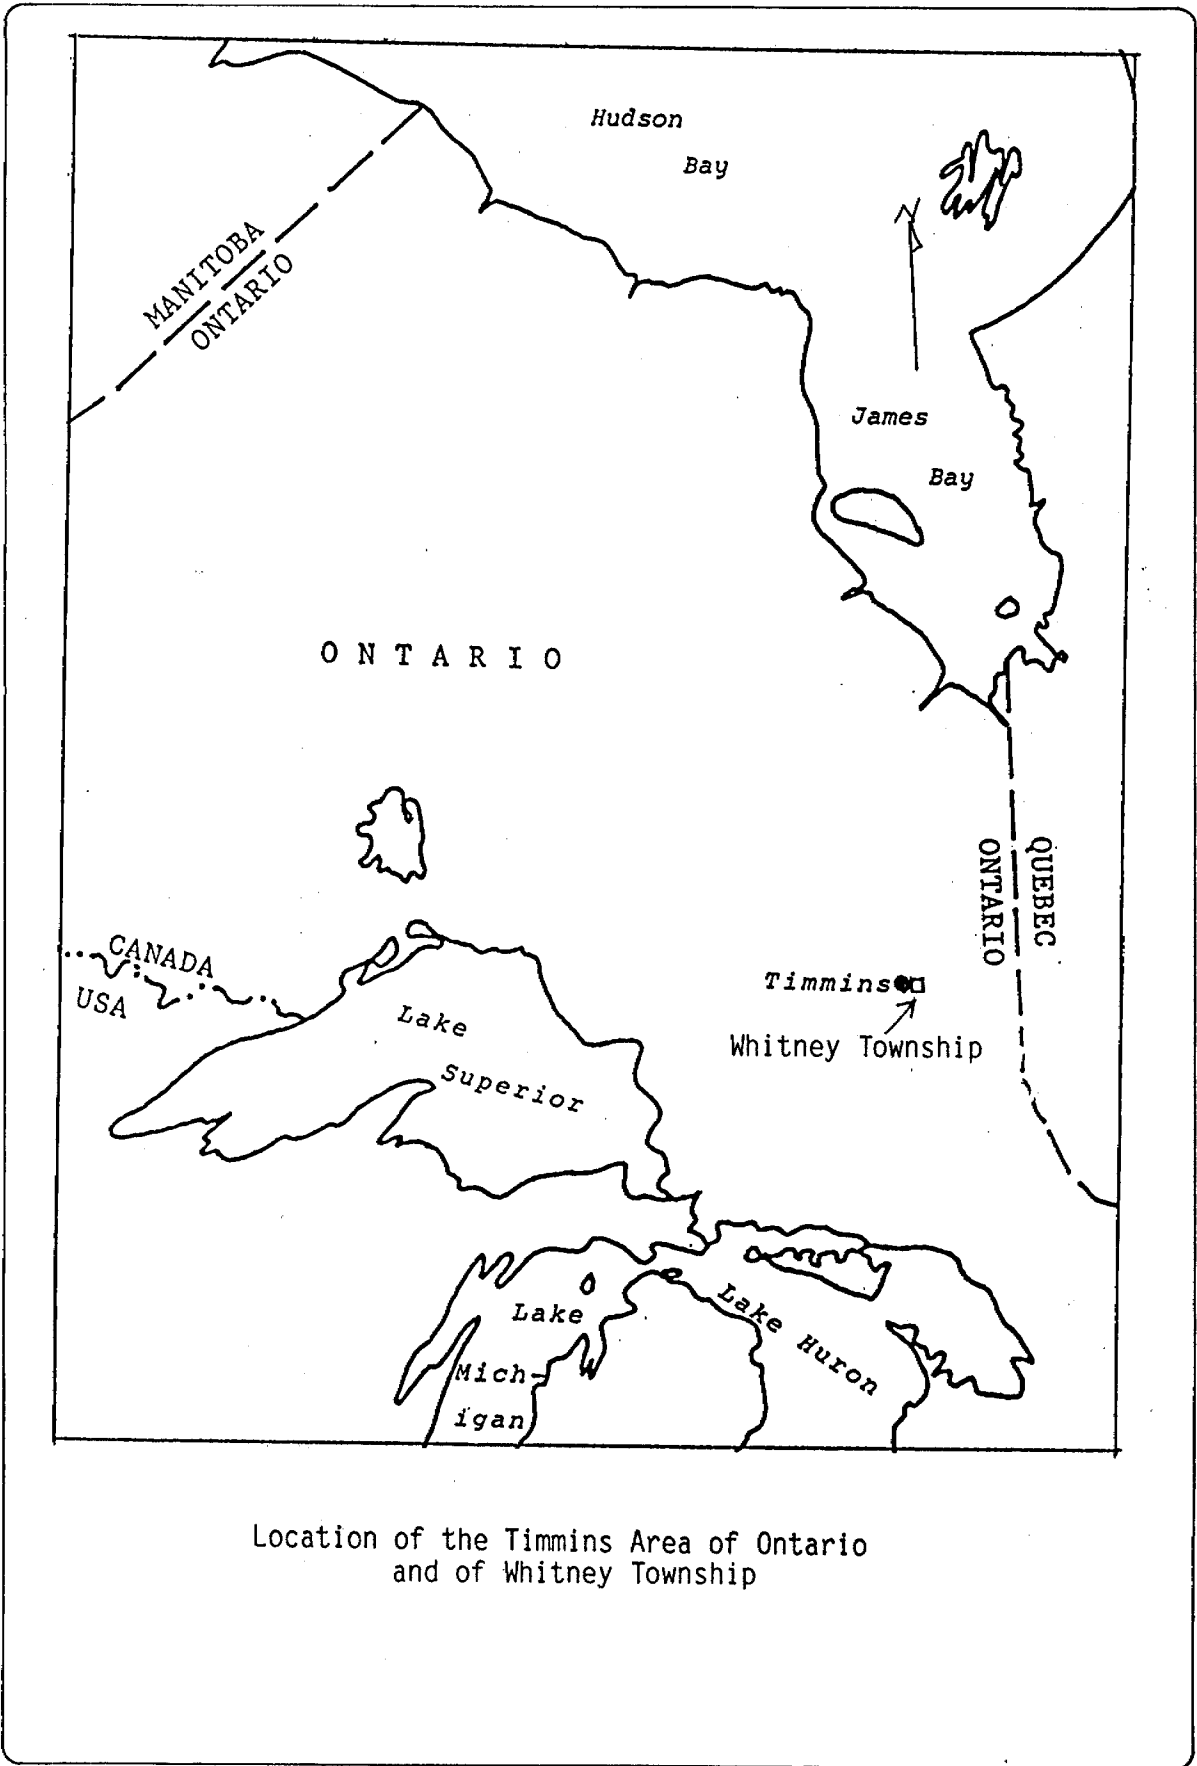 Hudson
Bay
N
MANITOBA
ONTARIO
James
Bay
O N T A R I O
QUEBEC
ONTARIO
CANADA
USA
Timmins
Whitney Township
Lake
Superior
Lake
Mich-
igan
Lake Huron
Location of the Timmins Area of Ontario
and of Whitney Township